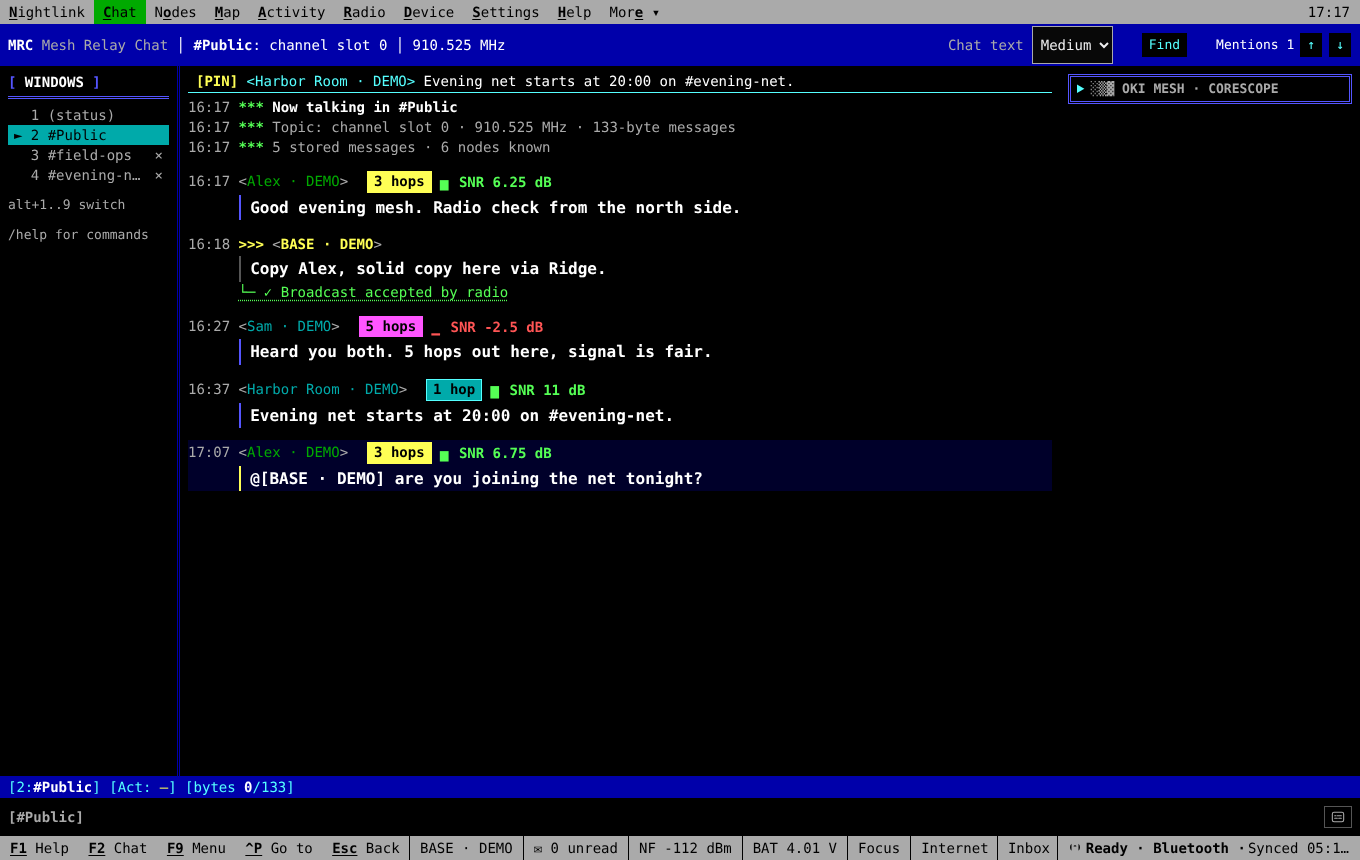 Nightlink Chat Nodes Map Activity Radio Device Settings Help More ▾ 17:17
MRC Mesh Relay Chat │ #Public: channel slot 0 │ 910.525 MHz Chat text Medium Find Mentions 1 ↑ ↓
[ WINDOWS ]
1 (status)
► 2 #Public
3 #field-ops ×
4 #evening-n… ×
alt+1..9 switch
/help for commands
[PIN] <Harbor Room · DEMO> Evening net starts at 20:00 on #evening-net.
16:17 *** Now talking in #Public
16:17 *** Topic: channel slot 0 · 910.525 MHz · 133-byte messages
16:17 *** 5 stored messages · 6 nodes known
16:17 <Alex · DEMO> 3 hops SNR 6.25 dB
Good evening mesh. Radio check from the north side.
16:18 >>> <BASE · DEMO>
Copy Alex, solid copy here via Ridge.
└─ ✓ Broadcast accepted by radio
16:27 <Sam · DEMO> 5 hops SNR -2.5 dB
Heard you both. 5 hops out here, signal is fair.
16:37 <Harbor Room · DEMO> 1 hop SNR 11 dB
Evening net starts at 20:00 on #evening-net.
17:07 <Alex · DEMO> 3 hops SNR 6.75 dB
@[BASE · DEMO] are you joining the net tonight?
► ░▒▓ OKI MESH · CORESCOPE
[2:#Public] [Act: —] [bytes 0/133]
[#Public]
F1 Help F2 Chat F9 Menu ^P Go to Esc Back BASE · DEMO ✉ 0 unread NF -112 dBm BAT 4.01 V Focus Internet Inbox Ready · Bluetooth · Synced 05:1…